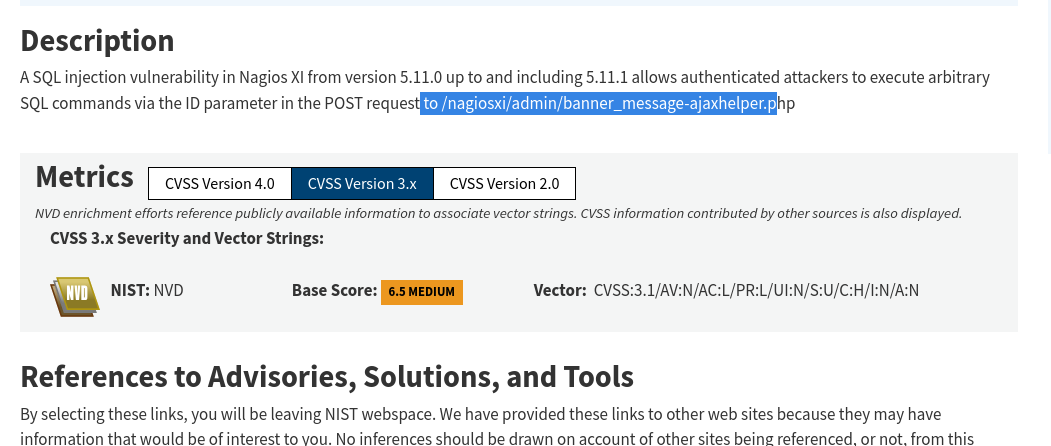 Description
A SQL injection vulnerability in Nagios XI from version 5.11.0 up to and including 5.11.1 allows authenticated attackers to execute arbitrary
SQL commands via the ID parameter in the POST request to /nagiosxi/admin/banner_message-ajaxhelper.php
Metrics CVSS Version 4.0 CVSS Version 3.x CVSS Version 2.0
NVD enrichment efforts reference publicly available information to associate vector strings. CVSS information contributed by other sources is also displayed.
CVSS 3.x Severity and Vector Strings:
NVD NIST: NVD Base Score: 6.5 MEDIUM Vector: CVSS:3.1/AV:N/AC:L/PR:L/UI:N/S:U/C:H/I:N/A:N
References to Advisories, Solutions, and Tools
By selecting these links, you will be leaving NIST webspace. We have provided these links to other web sites because they may have
information that would be of interest to you. No inferences should be drawn on account of other sites being referenced, or not, from this